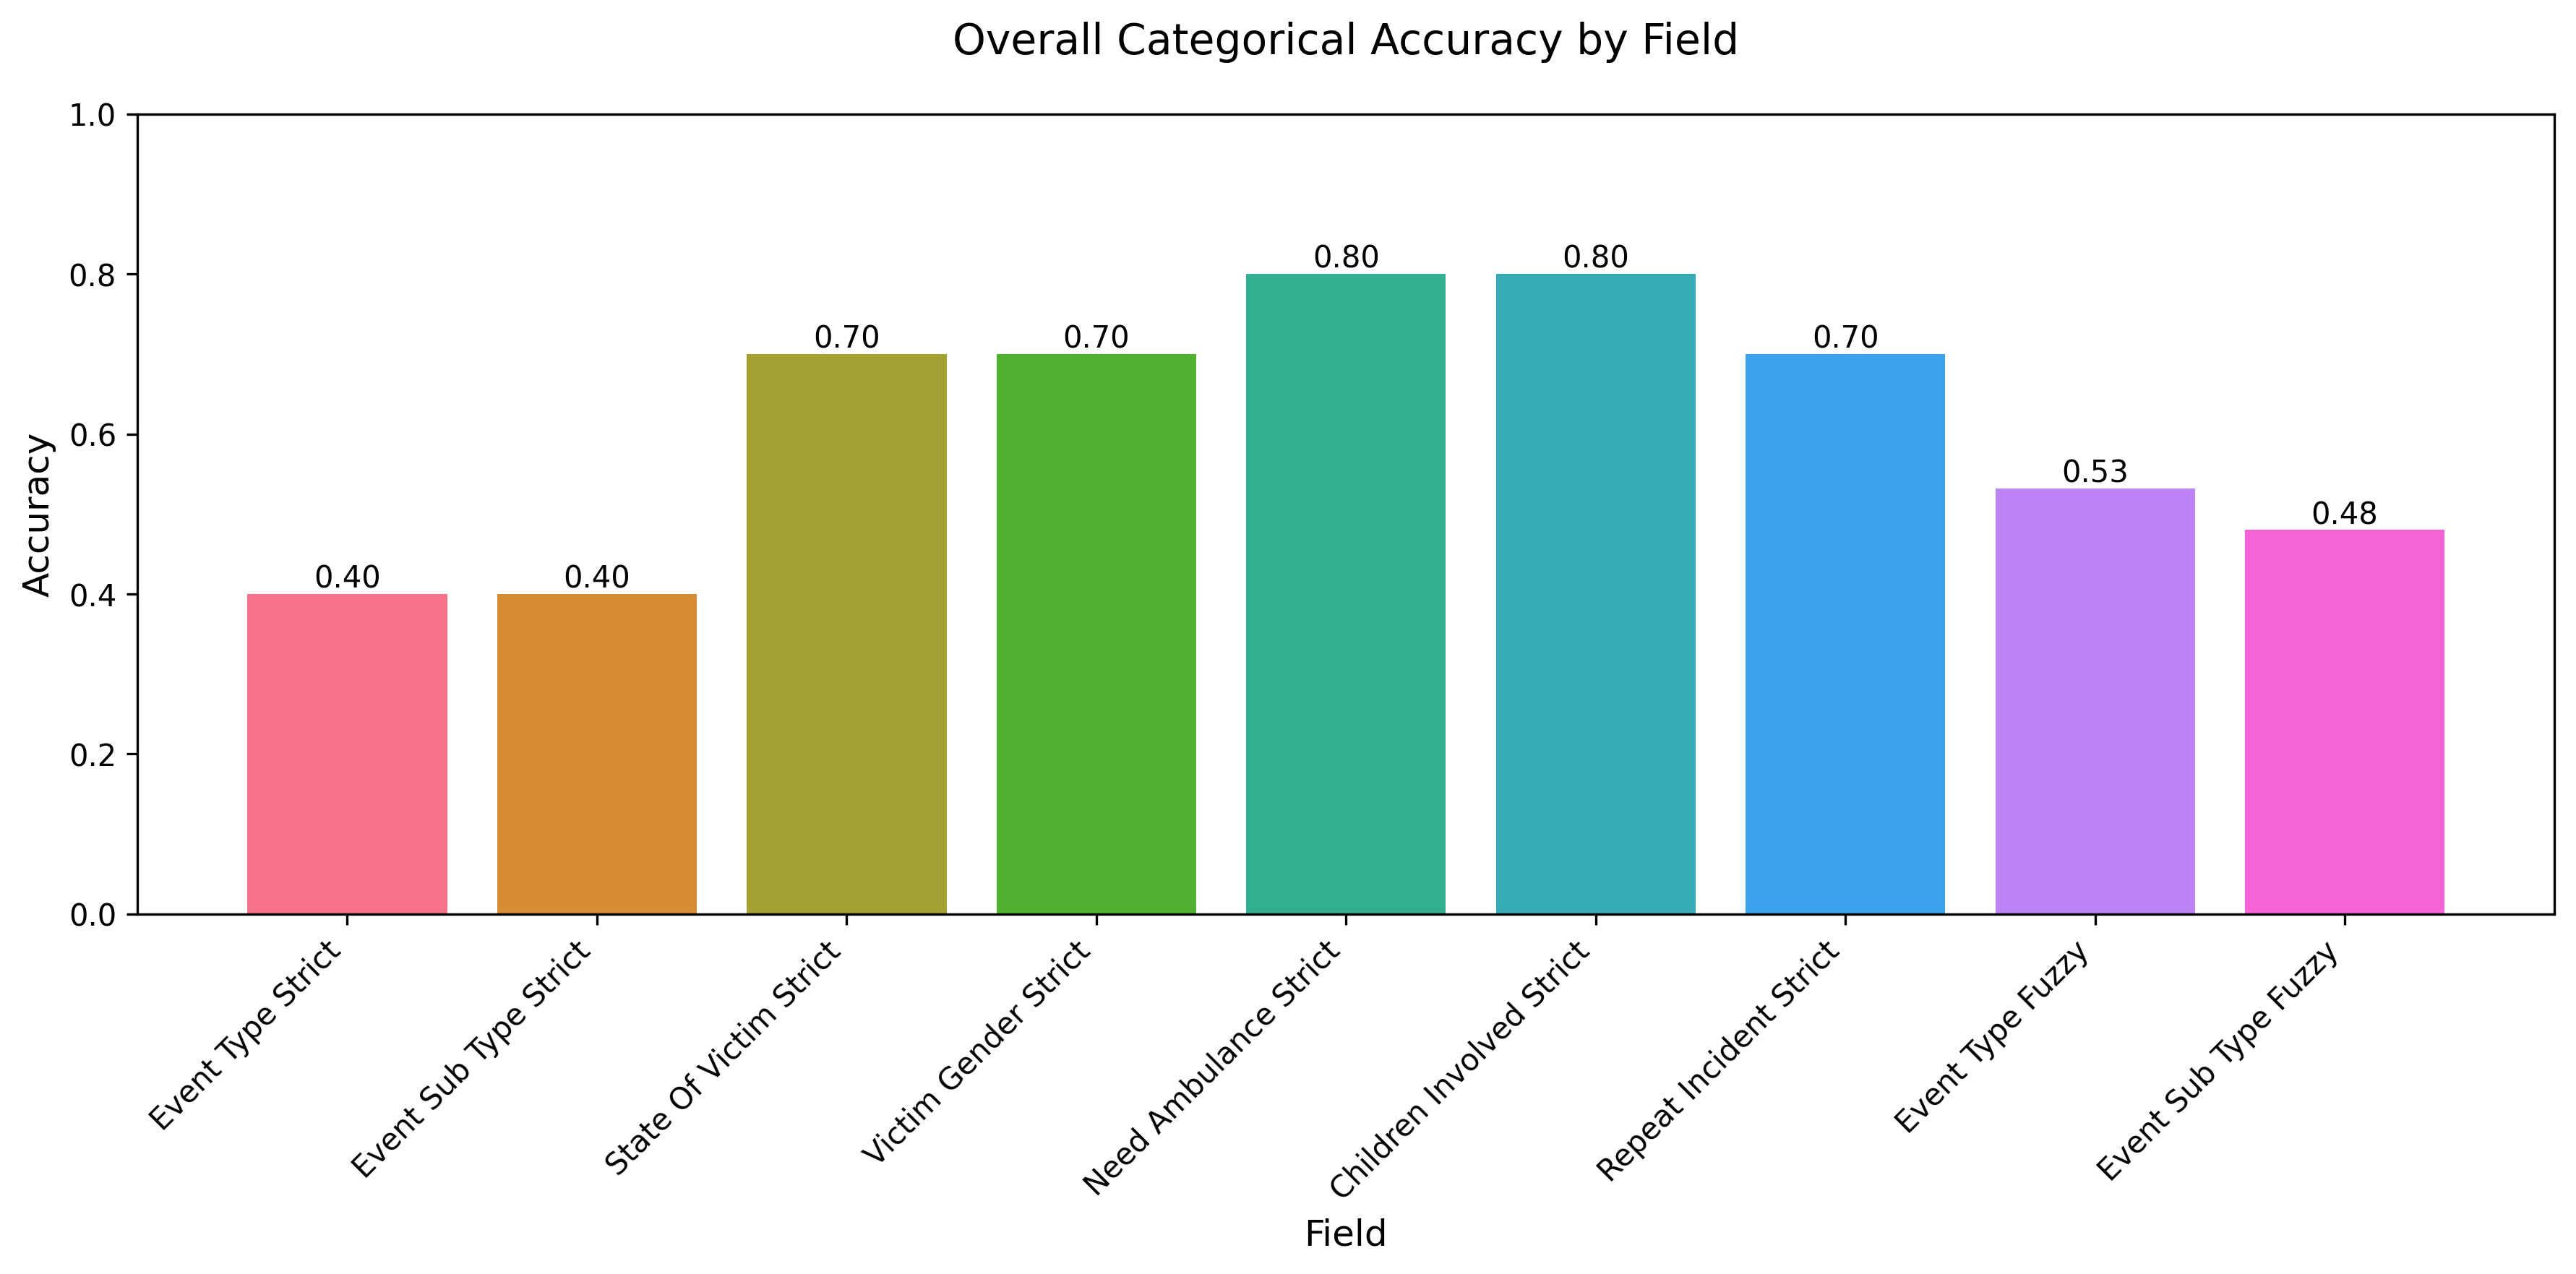 Overall Categorical Accuracy by Field
Accuracy
1.0
0.8
0.6
0.4
0.2
0.0
0.40
0.40
0.70
0.70
0.80
0.80
0.70
0.53
0.48
Event Type Strict
Event Sub Type Strict
State Of Victim Strict
Victim Gender Strict
Need Ambulance Strict
Children Involved Strict
Repeat Incident Strict
Event Type Fuzzy
Event Sub Type Fuzzy
Field